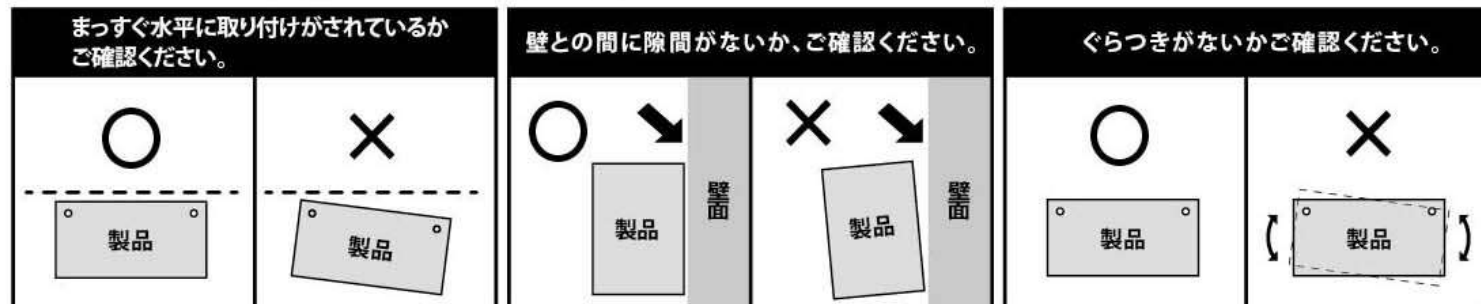 まっすぐ水平に取り付けがされているか
ご確認ください。
製品
製品
壁との間に隙間がないか、ご確認ください。
製品
壁面
製品
壁面
ぐらつきがないかご確認ください。
製品
製品